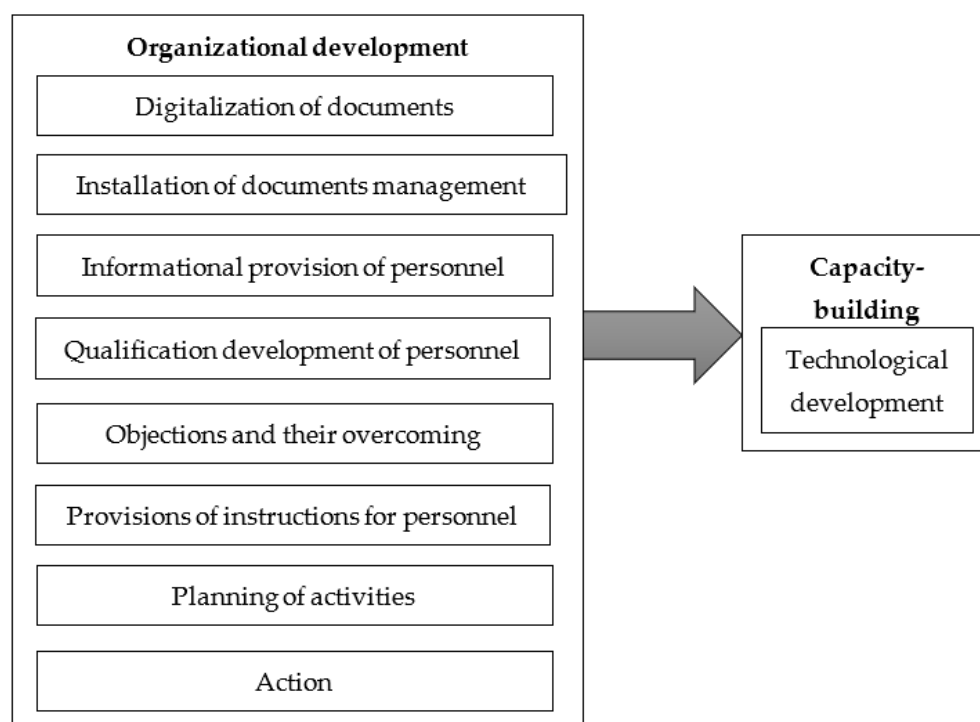 Organizational development
Digitalization of documents
Installation of documents management
Informational provision of personnel
Qualification development of personnel
Objections and their overcoming
Provisions of instructions for personnel
Planning of activities
Action
Capacity-
building
Technological
development